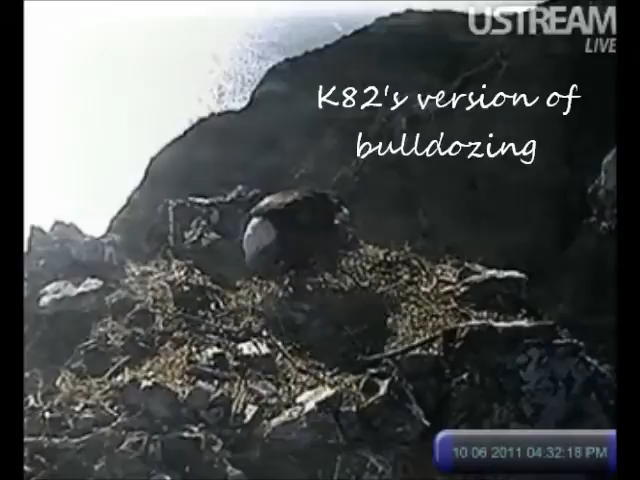 USTREAM
LIVE
K82's version of
bulldozing
10 06 2011 04:32:18 PM